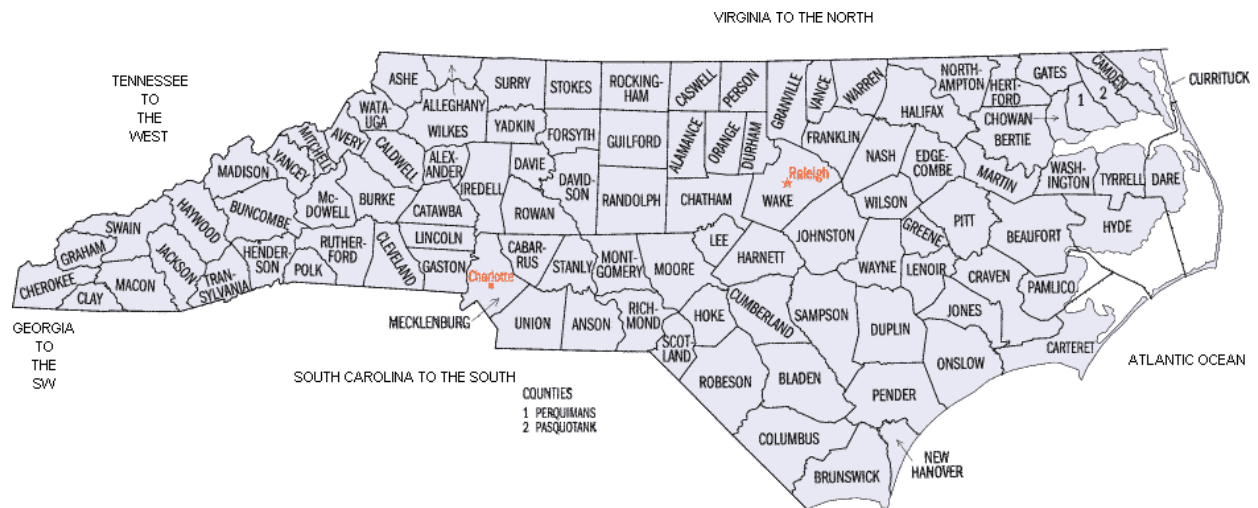 VIRGINIA TO THE NORTH
TENNESSEE
TO
THE
WEST
ASHE
ALLEGHANY
SURRY
STOKES
ROCKING-
HAM
CASWELL
PERSON
GRANVILLE
VANCE
WARREN
NORTH-
AMPTON
HERT-
FORD
GATES
CAMDEN
CURRITUCK
1
2
HALIFAX
CHOWAN
BERTIE
WATA-
UGA
WILKES
YADKIN
FORSYTH
GUILFORD
ALAMANCE
ORANGE
DURHAM
FRANKLIN
NASH
EDGE-
COMBE
MARTIN
WASH-
INGTON
TYRRELL
DARE
MITCHELL
AVERY
CALDWELL
ALEX-
ANDER
IREDELL
DAVIE
DAVID-
SON
RANDOLPH
CHATHAM
Raleigh
WAKE
WILSON
MADISON
YANCEY
Mc-
DOWELL
BURKE
CATAWBA
ROWAN
GREENE
PITT
BEAUFORT
HYDE
HAYWOOD
BUNCOMBE
SWAIN
GRAHAM
JACKSON
CHEROKEE
CLAY
MACON
TRAN-
SYLVANIA
HENDER-
SON
POLK
RUTHER-
FORD
CLEVELAND
LINCOLN
GASTON
Charlotte
CABAR-
RUS
STANLY
MONT-
GOMERY
MOORE
LEE
HARNETT
JOHNSTON
WAYNE
LENOIR
CRAVEN
PAMLICO
JONES
MECKLENBURG
UNION
ANSON
RICH-
MOND
SCOT-
LAND
HOKE
CUMBERLAND
SAMPSON
DUPLIN
ONSLOW
CARTERET
GEORGIA
TO
THE
SW
ATLANTIC OCEAN
SOUTH CAROLINA TO THE SOUTH
ROBESON
BLADEN
PENDER
COUNTIES
1 PERQUIMANS
2 PASQUOTANK
COLUMBUS
BRUNSWICK
NEW
HANOVER